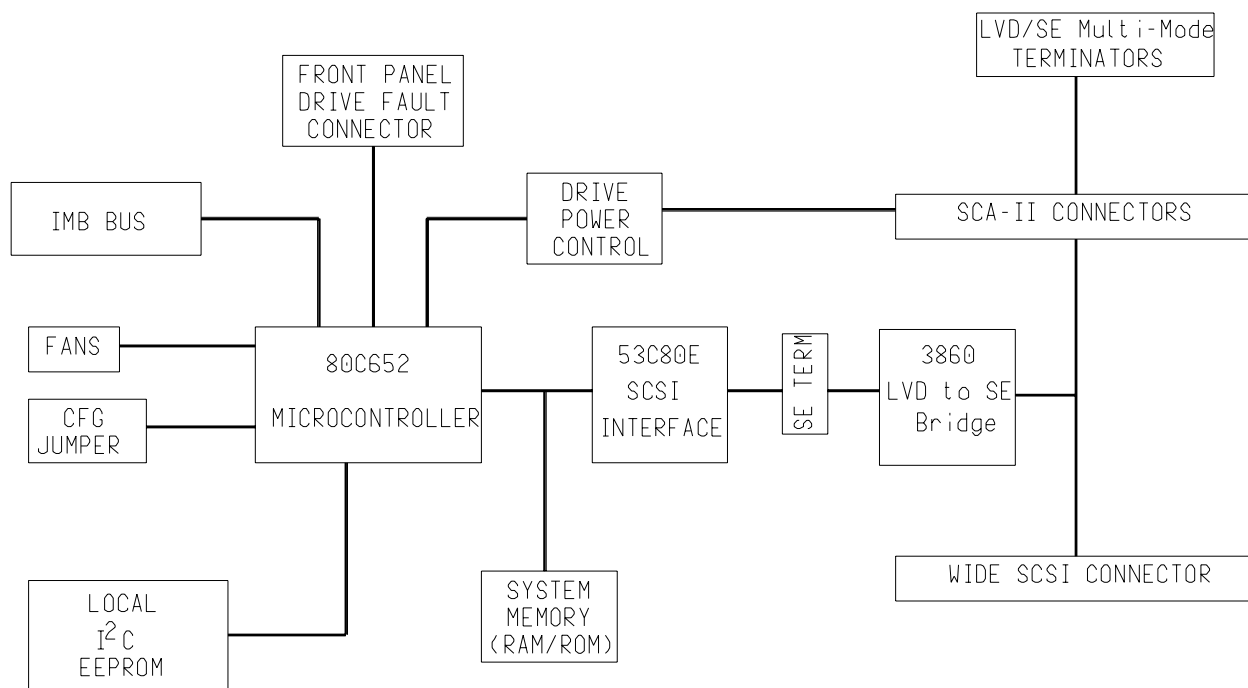 LVD/SE Multi-Mode
TERMINATORS
FRONT PANEL
DRIVE FAULT
CONNECTOR
DRIVE
POWER
CONTROL
IMB BUS
SCA-II CONNECTORS
FANS
80C652
MICROCONTROLLER
53C80E
SCSI
INTERFACE
SE TERM
3860
LVD to SE
Bridge
CFG
JUMPER
WIDE SCSI CONNECTOR
SYSTEM
MEMORY
(RAM/ROM)
LOCAL
I²C
EEPROM